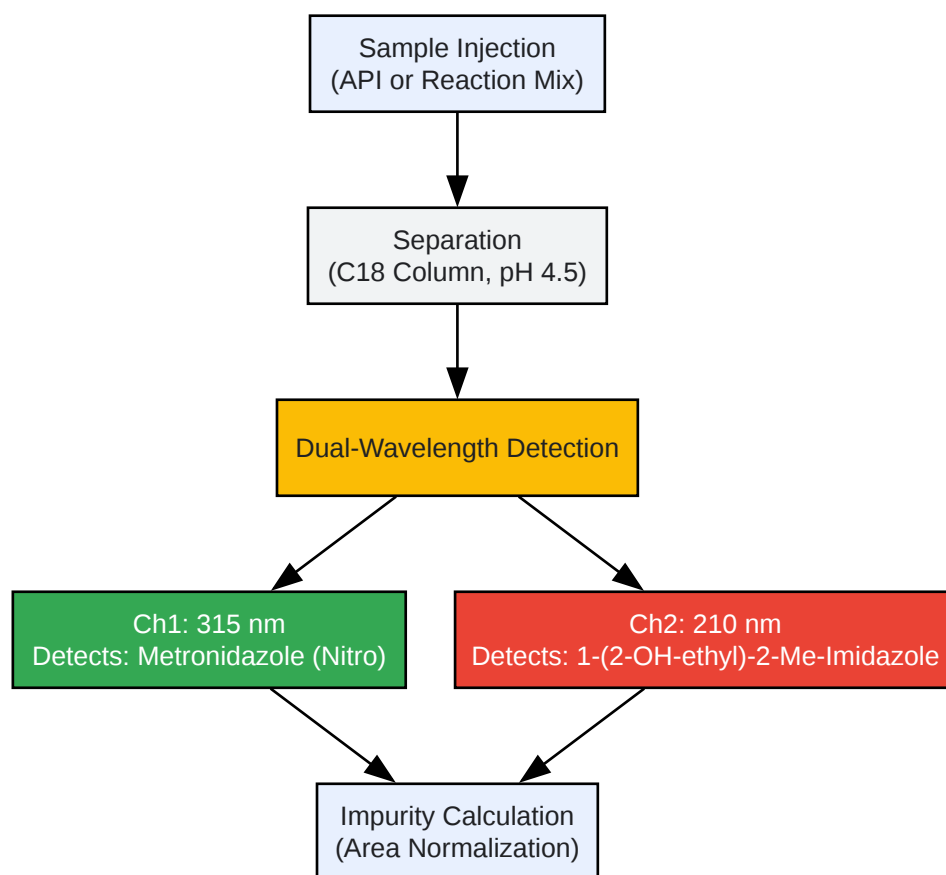 Sample Injection
(API or Reaction Mix)
Separation
(C18 Column, pH 4.5)
Dual-Wavelength Detection
Ch1: 315 nm
Detects: Metronidazole (Nitro)
Ch2: 210 nm
Detects: 1-(2-OH-ethyl)-2-Me-Imidazole
Impurity Calculation
(Area Normalization)